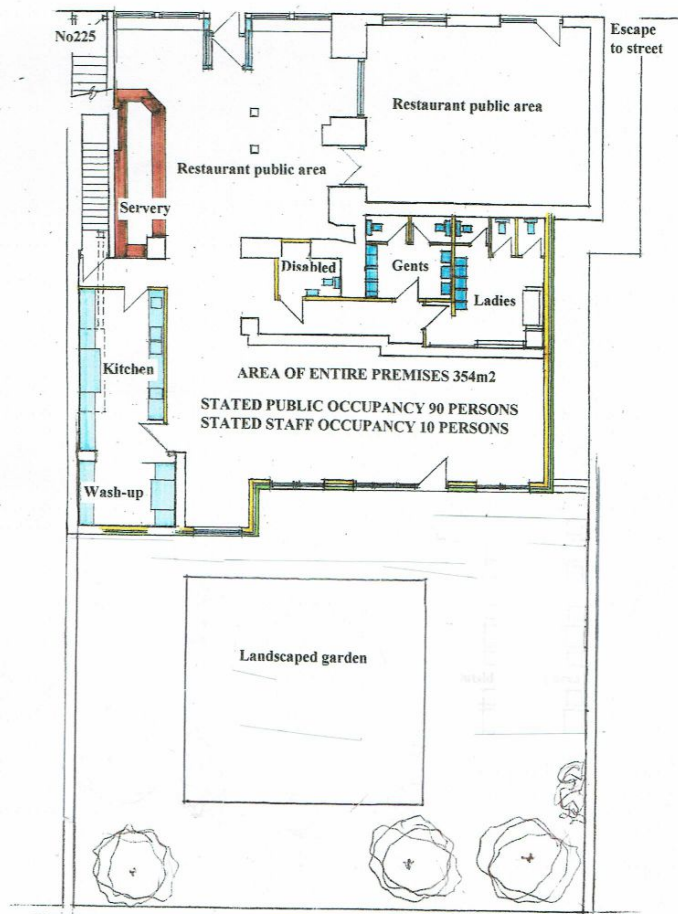 No225
Escape
to street
Restaurant public area
Restaurant public area
Servery
Disabled
Gents
Ladies
Kitchen
AREA OF ENTIRE PREMISES 354m2
STATED PUBLIC OCCUPANCY 90 PERSONS
STATED STAFF OCCUPANCY 10 PERSONS
Wash-up
Landscaped garden